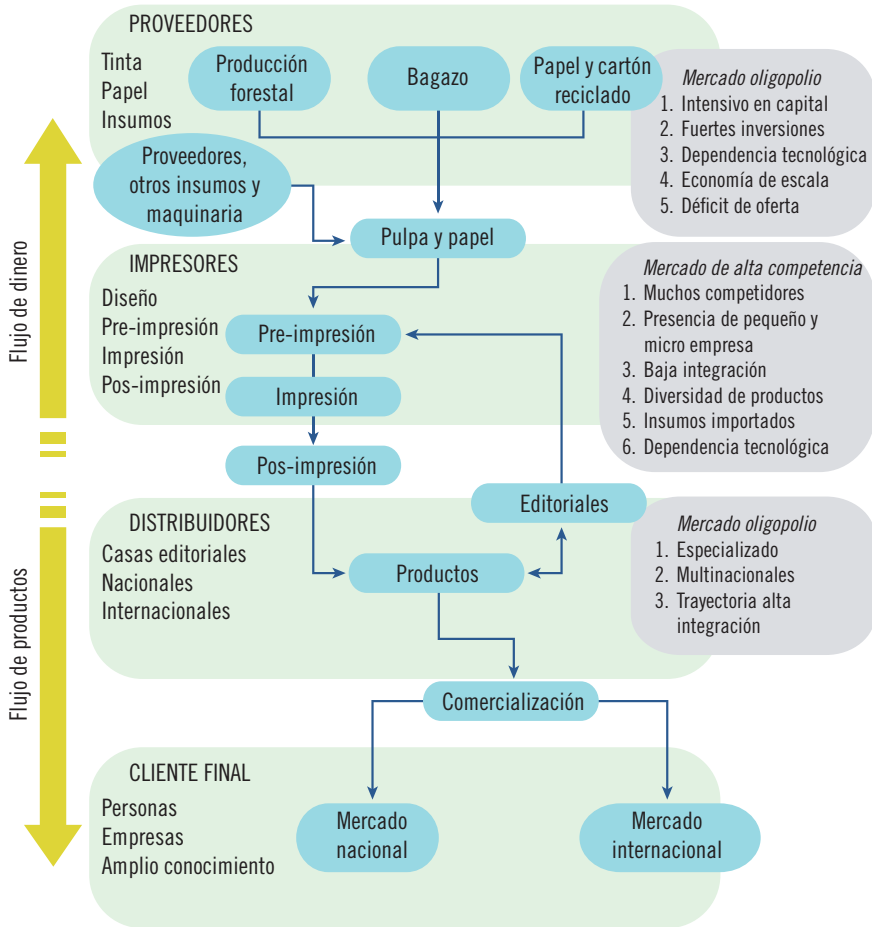 PROVEEDORES
Tinta
Papel
Insumos
Producción
forestal
Bagazo
Papel y cartón
reciclado
Mercado oligopolio
1. Intensivo en capital
2. Fuertes inversiones
3. Dependencia tecnológica
4. Economía de escala
5. Déficit de oferta
Proveedores,
otros insumos y
maquinaria
Pulpa y papel
Flujo de dinero
IMPRESORES
Diseño
Pre-impresión
Impresión
Pos-impresión
Pre-impresión
Impresión
Pos-impresión
Mercado de alta competencia
1. Muchos competidores
2. Presencia de pequeño y
micro empresa
3. Baja integración
4. Diversidad de productos
5. Insumos importados
6. Dependencia tecnológica
Flujo de productos
DISTRIBUIDORES
Casas editoriales
Nacionales
Internacionales
Editoriales
Productos
Mercado oligopolio
1. Especializado
2. Multinacionales
3. Trayectoria alta
integración
Comercialización
CLIENTE FINAL
Personas
Empresas
Amplio conocimiento
Mercado
nacional
Mercado
internacional